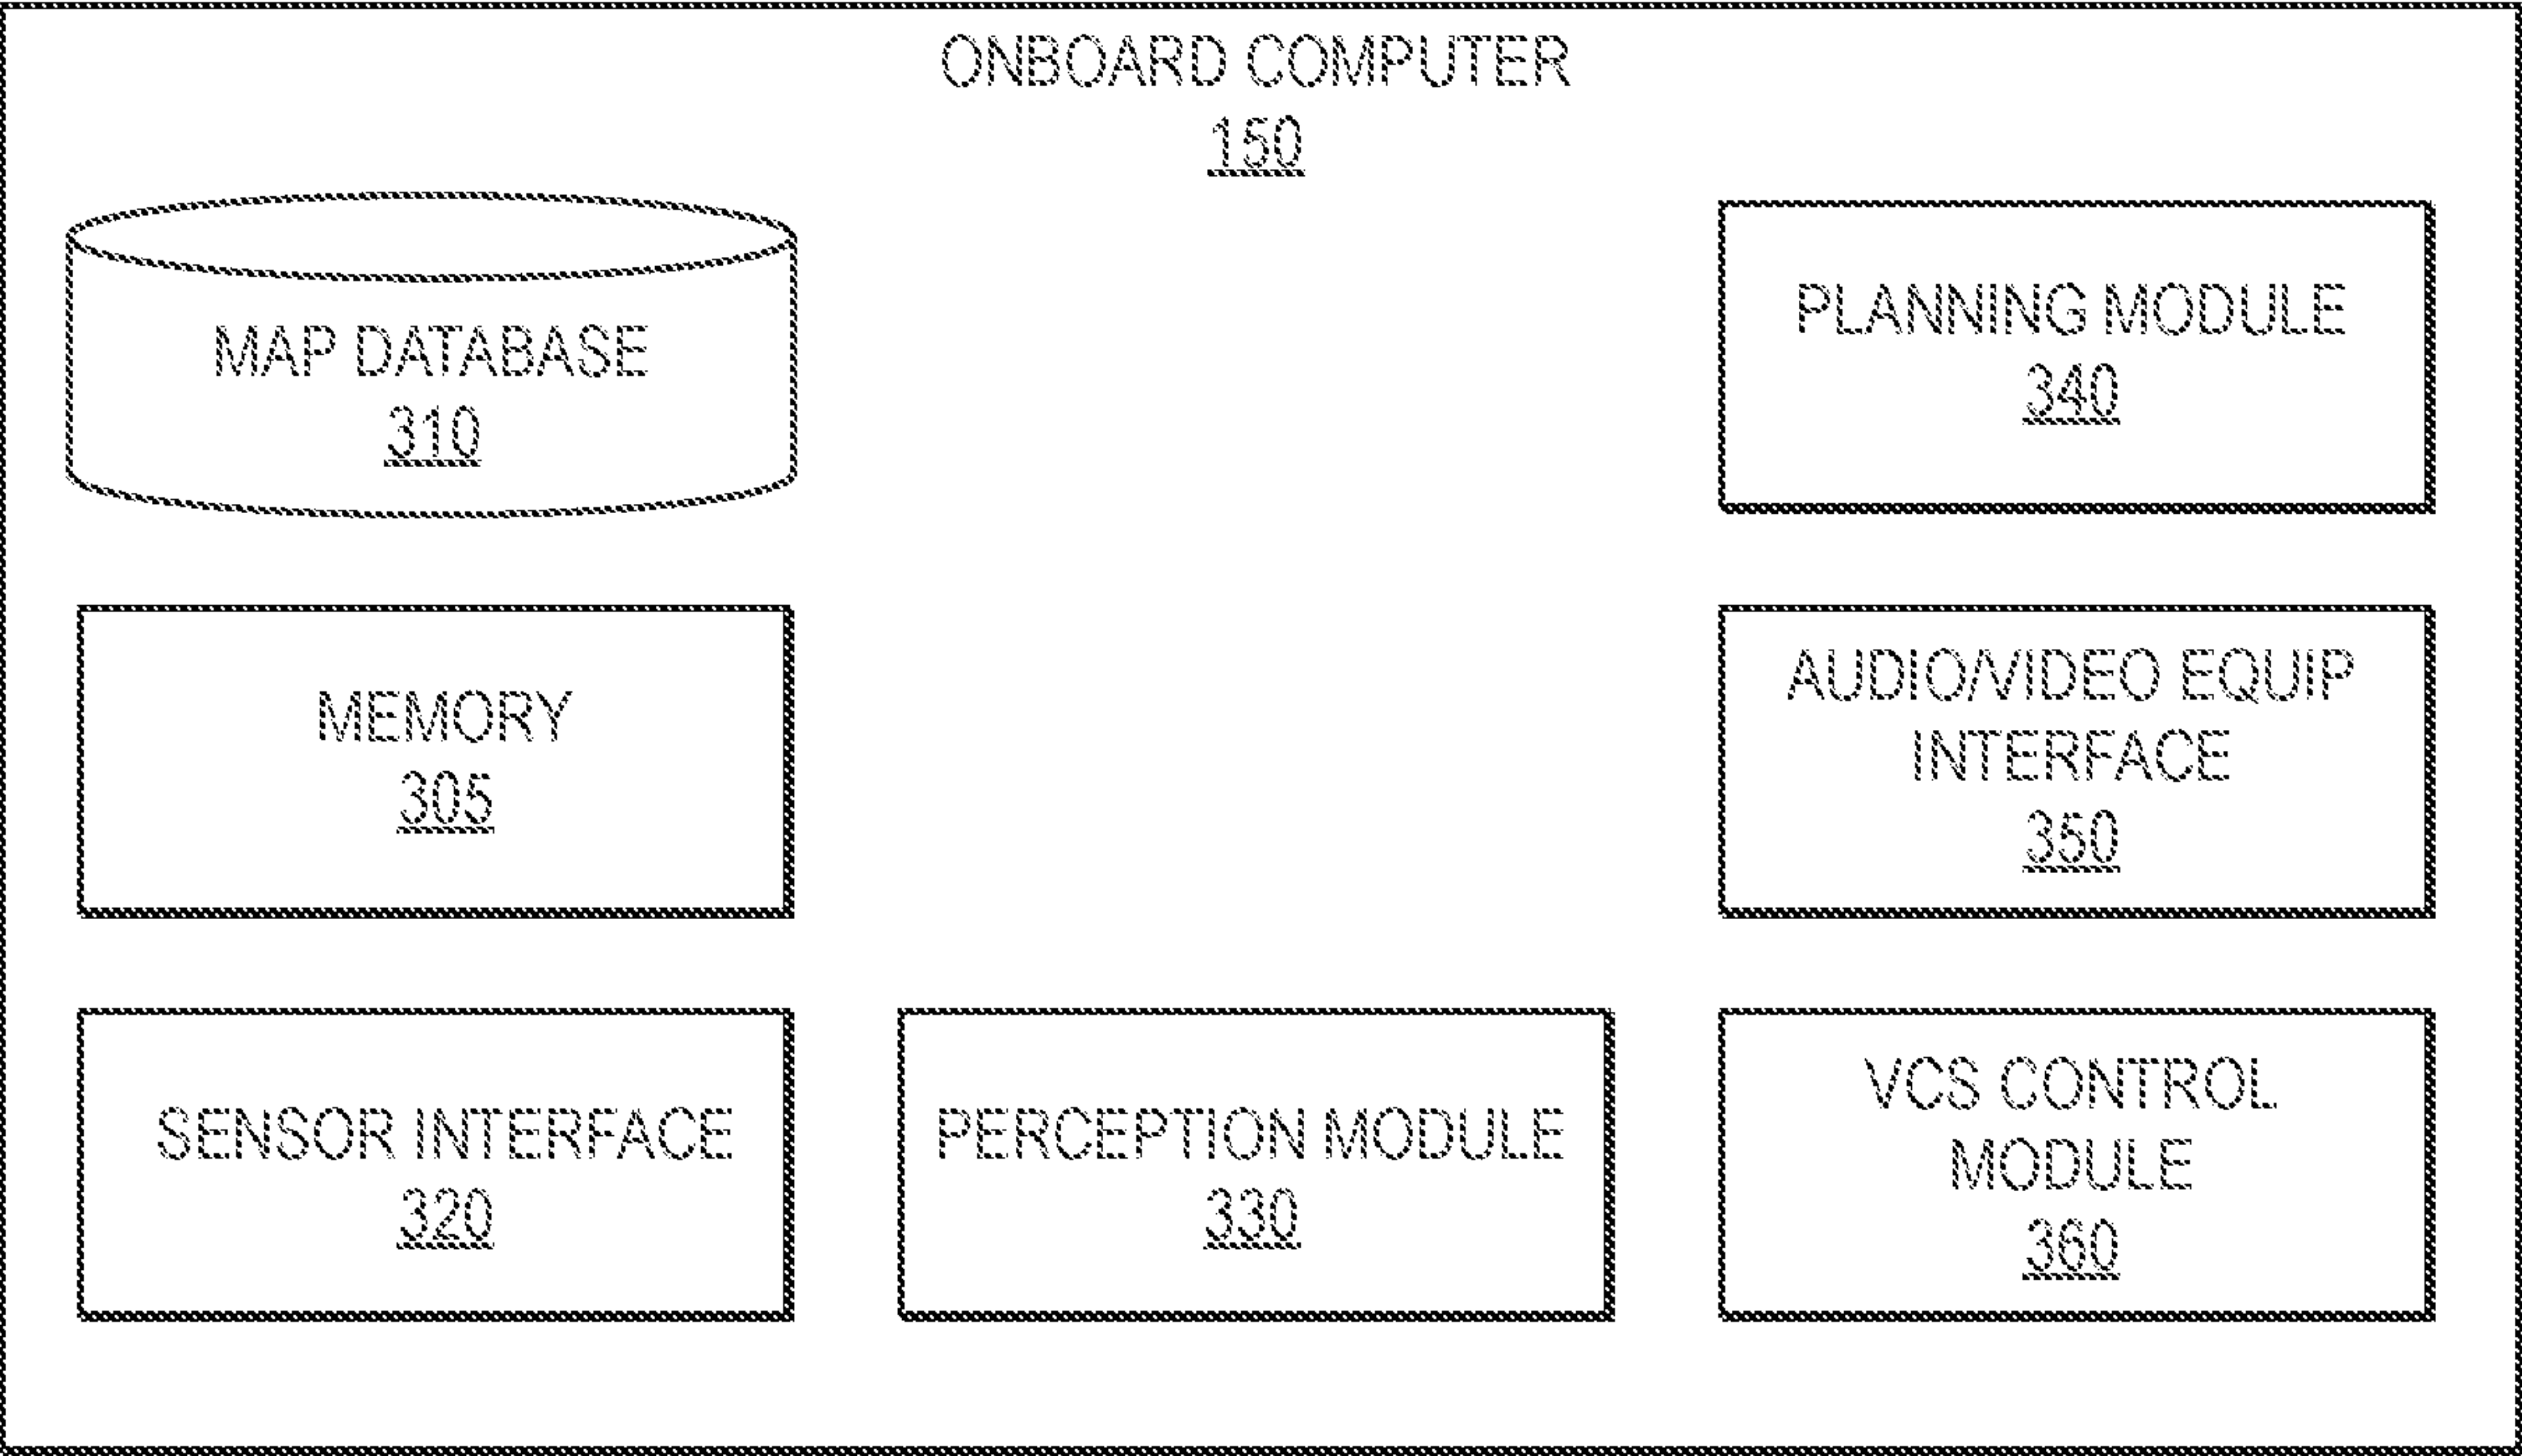 ONBOARD COMPUTER
150
MAP DATABASE
310
PLANNING MODULE
340
MEMORY
305
AUDIO/VIDEO EQUIP
INTERFACE
350
SENSOR INTERFACE
320
PERCEPTION MODULE
330
VCS CONTROL
MODULE
360